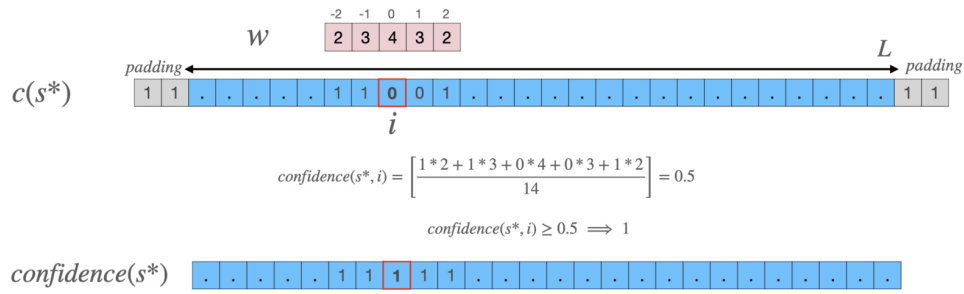 -2 -1 0 1 2
w 2 3 4 3 2
L
padding padding
c(s*) 1 1 . . . . . 1 1 0 0 1 . . . . . . . . . . . . . . . . 1 1
i
confidence(s*, i) = [(1 * 2 + 1 * 3 + 0 * 4 + 0 * 3 + 1 * 2) / 14] = 0.5
confidence(s*, i) ≥ 0.5 ⟹ 1
confidence(s*) . . . . . 1 1 1 1 1 . . . . . . . . . . . . . . . .